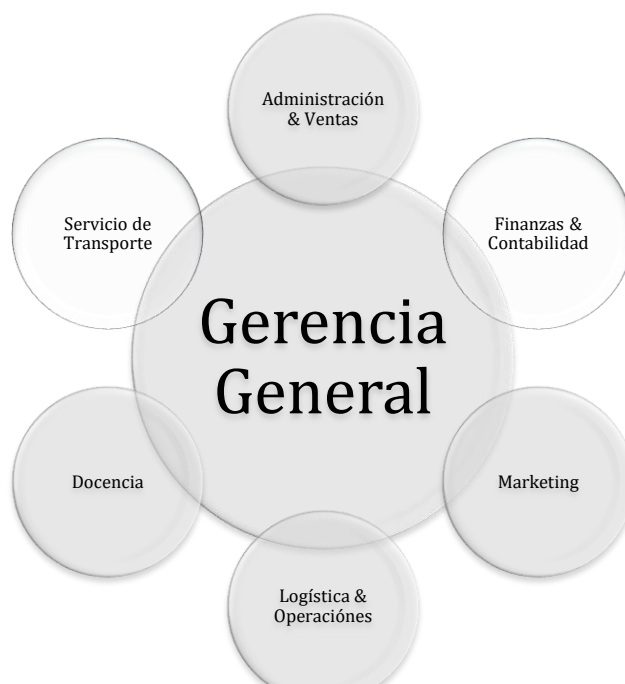 Administración
& Ventas
Servicio de
Transporte
Finanzas &
Contabilidad
Gerencia
General
Docencia
Marketing
Logística &
Operaciónes